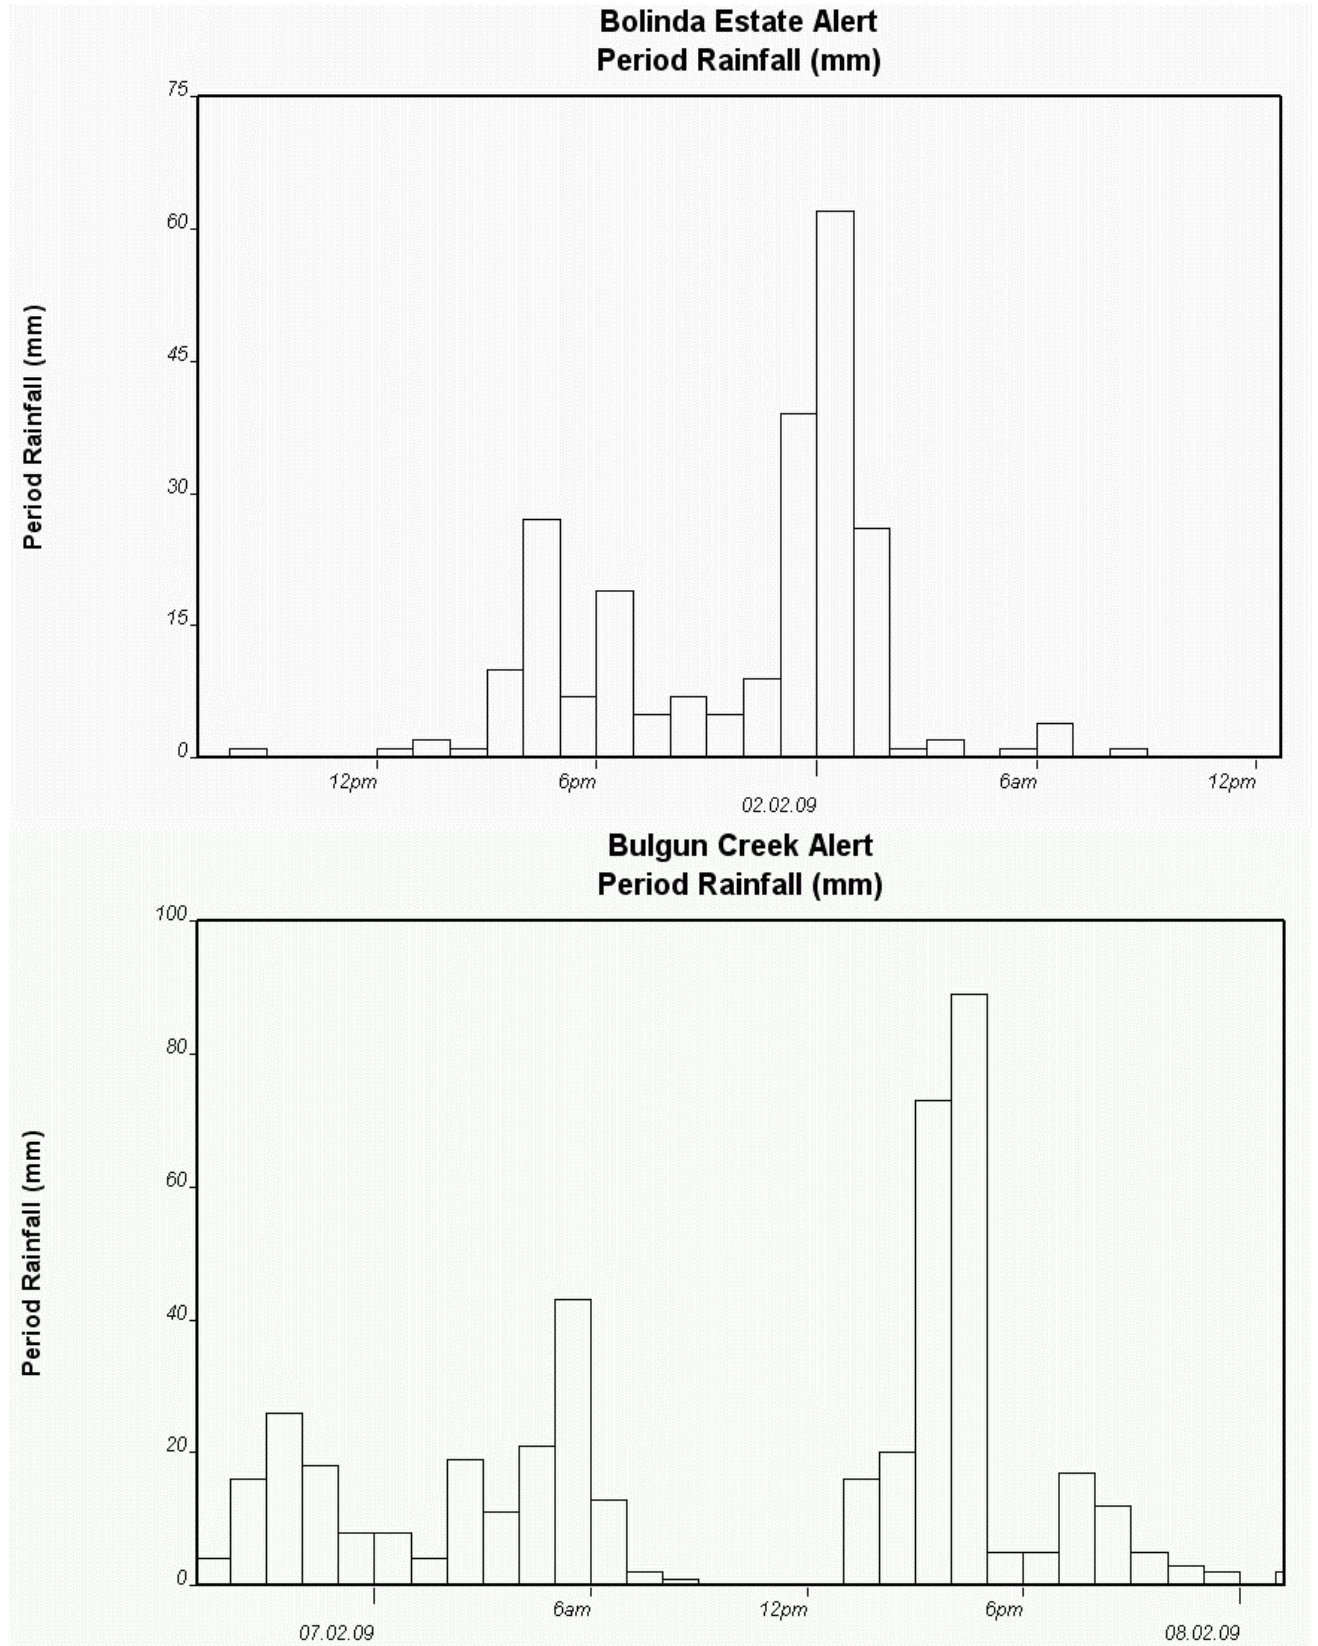 Bolinda Estate Alert
Period Rainfall (mm)
75
60
45
30
15
0
Period Rainfall (mm)
12pm 6pm 6am 12pm
02.02.09
Bulgun Creek Alert
Period Rainfall (mm)
100
80
60
40
20
0
Period Rainfall (mm)
6am 12pm 6pm
07.02.09 08.02.09